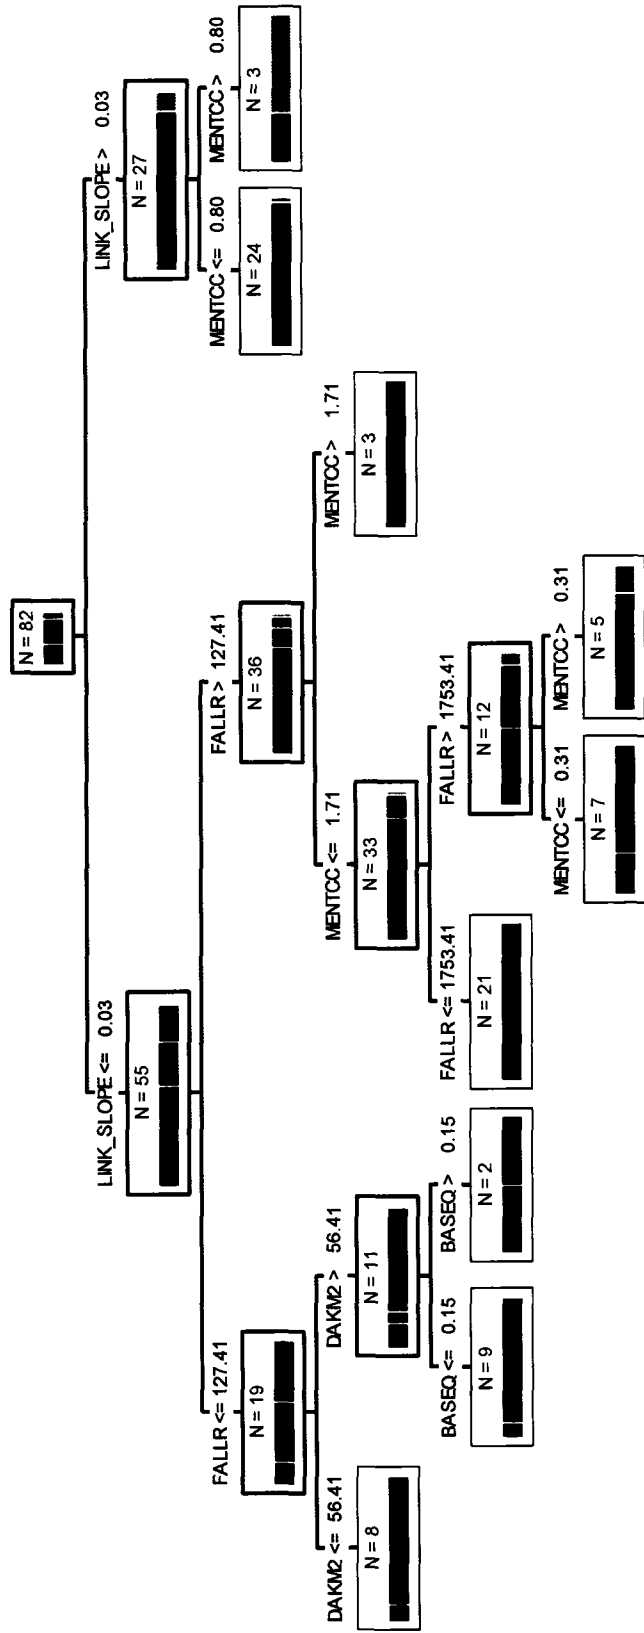 N = 82
LINK_SLOPE <= 0.03
LINK_SLOPE > 0.03
N = 55
N = 27
FALLR <= 127.41
FALLR > 127.41
MENTCC <= 0.80
MENTCC > 0.80
N = 19
N = 36
N = 24
N = 3
DAKM2 <= 56.41
DAKM2 > 56.41
MENTCC <= 1.71
MENTCC > 1.71
N = 8
N = 11
N = 33
N = 3
BASEQ <= 0.15
BASEQ > 0.15
FALLR <= 1753.41
FALLR > 1753.41
N = 9
N = 2
N = 21
N = 12
MENTCC <= 0.31
MENTCC > 0.31
N = 7
N = 5